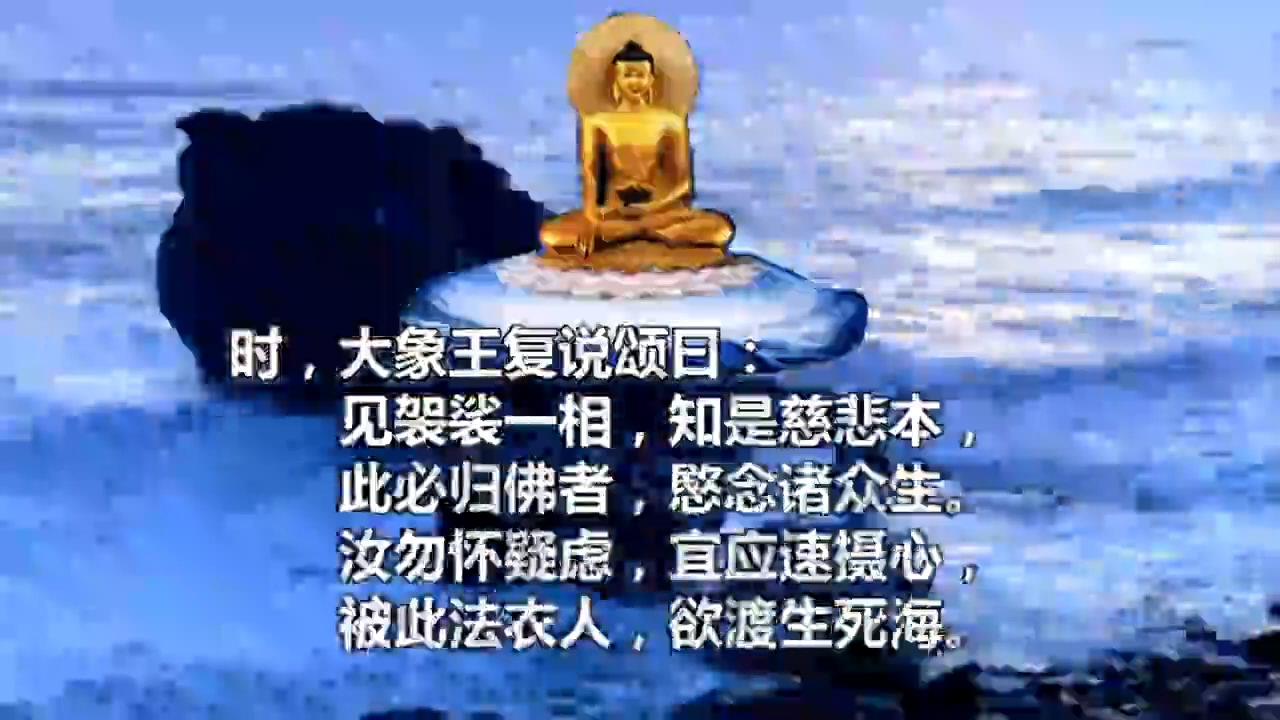 时，大象王复说颂曰：
见袈裟一相，知是慈悲本，
此必归佛者，愍念诸众生。
汝勿怀疑虑，宜应速摄心，
被此法衣人，欲渡生死海。